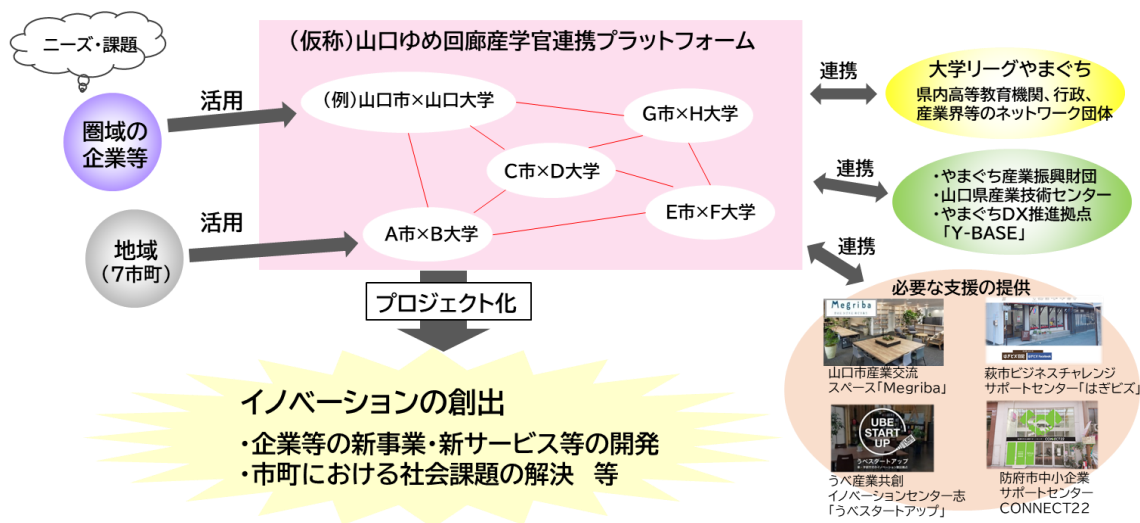 ニーズ・課題
圏域の
企業等
活用
地域
（7市町）
活用
（仮称）山口ゆめ回廊産学官連携プラットフォーム
（例）山口市×山口大学
G市×H大学
C市×D大学
E市×F大学
A市×B大学
連携
大学リーグやまぐち
県内高等教育機関、行政、
産業界等のネットワーク団体
連携
・やまぐち産業振興財団
・山口県産業技術センター
・やまぐちDX推進拠点
「Y-BASE」
連携
プロジェクト化
イノベーションの創出
・企業等の新事業・新サービス等の開発
・市町における社会課題の解決　等
必要な支援の提供
Megriba
山口市産業交流
スペース「Megriba」
萩市ビジネスチャレンジ
サポートセンター「はぎビズ」
UBE
START
UP
うべスタートアップ
うべ産業共創
イノベーションセンター志
「うべスタートアップ」
CONNECT22
防府市中小企業
サポートセンター
CONNECT22